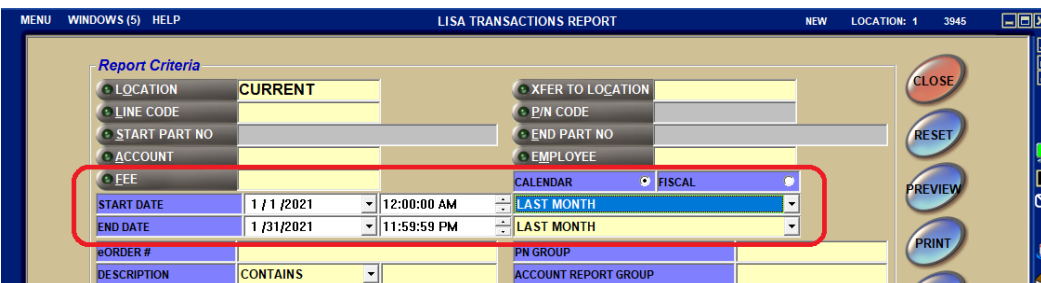 MENU WINDOWS (5) HELP LISA TRANSACTIONS REPORT NEW LOCATION: 1 3945
Report Criteria
LOCATION CURRENT XFER TO LOCATION
LINE CODE P/N CODE
START PART NO END PART NO
ACCOUNT EMPLOYEE
FEE CALENDAR FISCAL
START DATE 1 / 1 /2021 12:00:00 AM LAST MONTH
END DATE 1 /31/2021 11:59:59 PM LAST MONTH
eORDER # PN GROUP
DESCRIPTION CONTAINS ACCOUNT REPORT GROUP
CLOSE
RESET
PREVIEW
PRINT